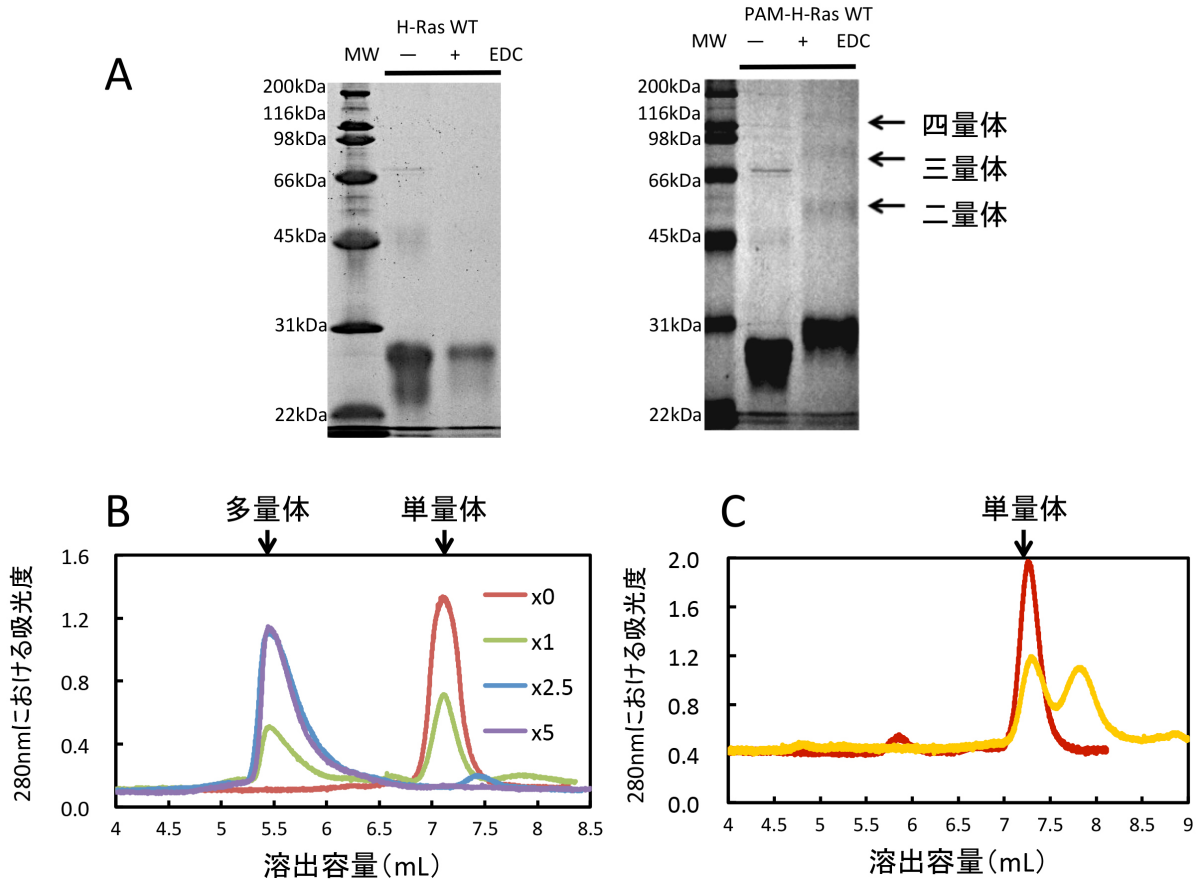 A
H-Ras WT
MW — + EDC
200kDa
116kDa
98kDa
66kDa
45kDa
31kDa
22kDa
PAM-H-Ras WT
MW — + EDC
200kDa
116kDa
98kDa
66kDa
45kDa
31kDa
22kDa
四量体
三量体
二量体
B
多量体 単量体
280nmにおける吸光度
1.6
1.2
0.8
0.4
0.0
x0
x1
x2.5
x5
4 4.5 5 5.5 6 6.5 7 7.5 8 8.5
溶出容量(mL)
C
単量体
280nmにおける吸光度
2.0
1.6
1.2
0.8
0.4
0.0
4 4.5 5 5.5 6 6.5 7 7.5 8 8.5 9
溶出容量(mL)